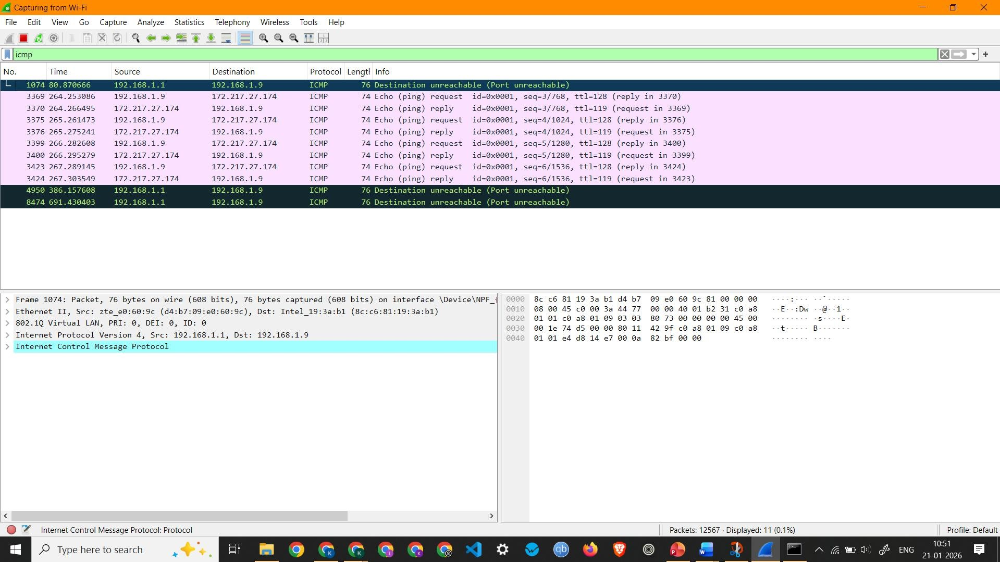 Capturing from Wi-Fi
File Edit View Go Capture Analyze Statistics Telephony Wireless Tools Help
icmp
No. Time Source Destination Protocol Length Info
1074 80.870666 192.168.1.1 192.168.1.9 ICMP 76 Destination unreachable (Port unreachable)
3369 264.253086 192.168.1.9 172.217.27.174 ICMP 74 Echo (ping) request id=0x0001, seq=3/768, ttl=128 (reply in 3370)
3370 264.266495 172.217.27.174 192.168.1.9 ICMP 74 Echo (ping) reply id=0x0001, seq=3/768, ttl=119 (request in 3369)
3375 265.261473 192.168.1.9 172.217.27.174 ICMP 74 Echo (ping) request id=0x0001, seq=4/1024, ttl=128 (reply in 3376)
3376 265.275241 172.217.27.174 192.168.1.9 ICMP 74 Echo (ping) reply id=0x0001, seq=4/1024, ttl=119 (request in 3375)
3399 266.282608 192.168.1.9 172.217.27.174 ICMP 74 Echo (ping) request id=0x0001, seq=5/1280, ttl=128 (reply in 3400)
3400 266.295279 172.217.27.174 192.168.1.9 ICMP 74 Echo (ping) reply id=0x0001, seq=5/1280, ttl=119 (request in 3399)
3423 267.289145 192.168.1.9 172.217.27.174 ICMP 74 Echo (ping) request id=0x0001, seq=6/1536, ttl=128 (reply in 3424)
3424 267.303549 172.217.27.174 192.168.1.9 ICMP 74 Echo (ping) reply id=0x0001, seq=6/1536, ttl=119 (request in 3423)
4950 386.157608 192.168.1.1 192.168.1.9 ICMP 76 Destination unreachable (Port unreachable)
8474 691.430403 192.168.1.1 192.168.1.9 ICMP 76 Destination unreachable (Port unreachable)
Frame 1074: Packet, 76 bytes on wire (608 bits), 76 bytes captured (608 bits) on interface \Device\NPF_{
Ethernet II, Src: zte_e0:60:9c (d4:b7:09:e0:60:9c), Dst: Intel_19:3a:b1 (8c:c6:81:19:3a:b1)
802.1Q Virtual LAN, PRI: 0, DEI: 0, ID: 0
Internet Protocol Version 4, Src: 192.168.1.1, Dst: 192.168.1.9
Internet Control Message Protocol
0000 8c c6 81 19 3a b1 d4 b7 09 e0 60 9c 81 00 00 00 ····:··· ··`·····
0010 08 00 45 c0 00 3a 44 77 00 00 40 01 b2 31 c0 a8 ··E··:Dw ··@··1··
0020 01 01 c0 a8 01 09 03 03 80 73 00 00 00 00 45 00 ········ ·s····E·
0030 00 1e 74 d5 00 00 80 11 42 9f c0 a8 01 09 c0 a8 ··t····· B·······
0040 01 01 e4 d8 14 e7 00 0a 82 bf 00 00 ········ ····
Internet Control Message Protocol: Protocol
Packets: 12567 · Displayed: 11 (0.1%)
Profile: Default
Type here to search
ENG
10:51
21-01-2026